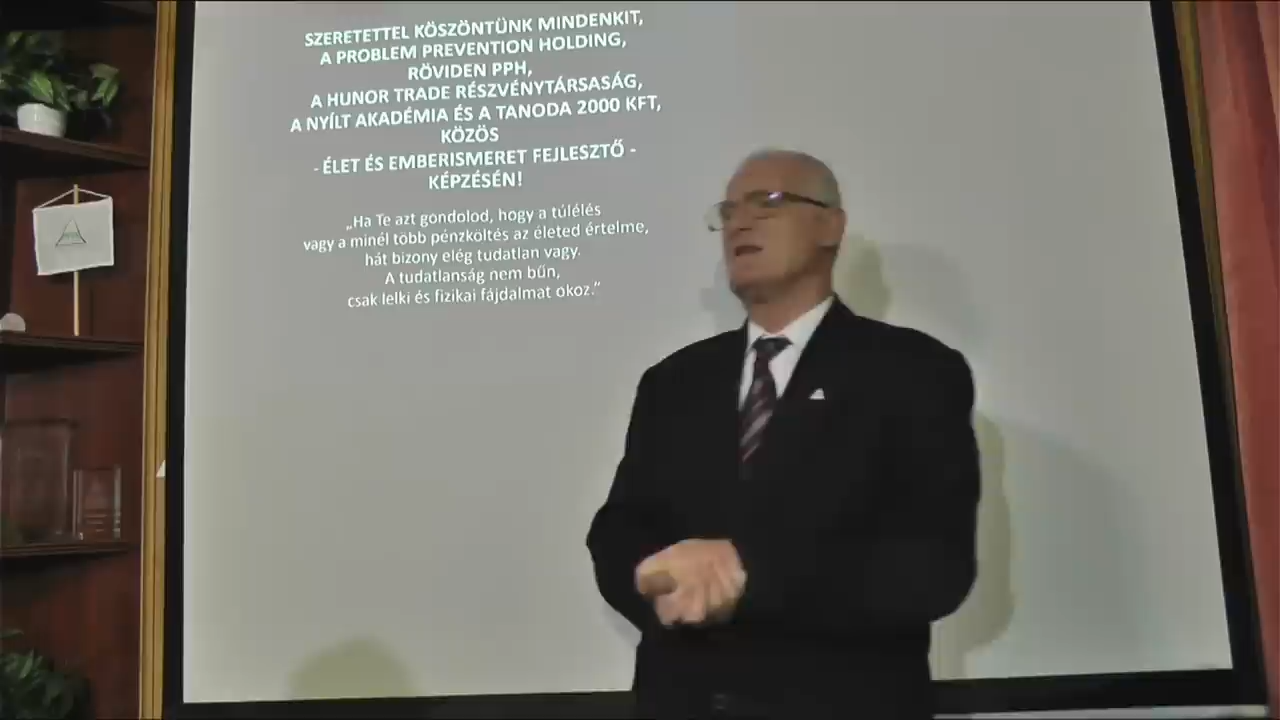 SZERETETTEL KÖSZÖNTÜNK MINDENKIT,
A PROBLEM PREVENTION HOLDING,
RÖVIDEN PPH,
A HUNOR TRADE RÉSZVÉNYTÁRSASÁG,
A NYÍLT AKADÉMIA ÉS A TANODA 2000 KFT,
KÖZÖS
- ÉLET ÉS EMBERISMERET FEJLESZTŐ -
KÉPZÉSÉN!
„Ha Te azt gondolod, hogy a túlélés
vagy a minél több pénzköltés az életed értelme,
hát bizony elég tudatlan vagy.
A tudatlanság nem bűn,
csak lelki és fizikai fájdalmat okoz.”